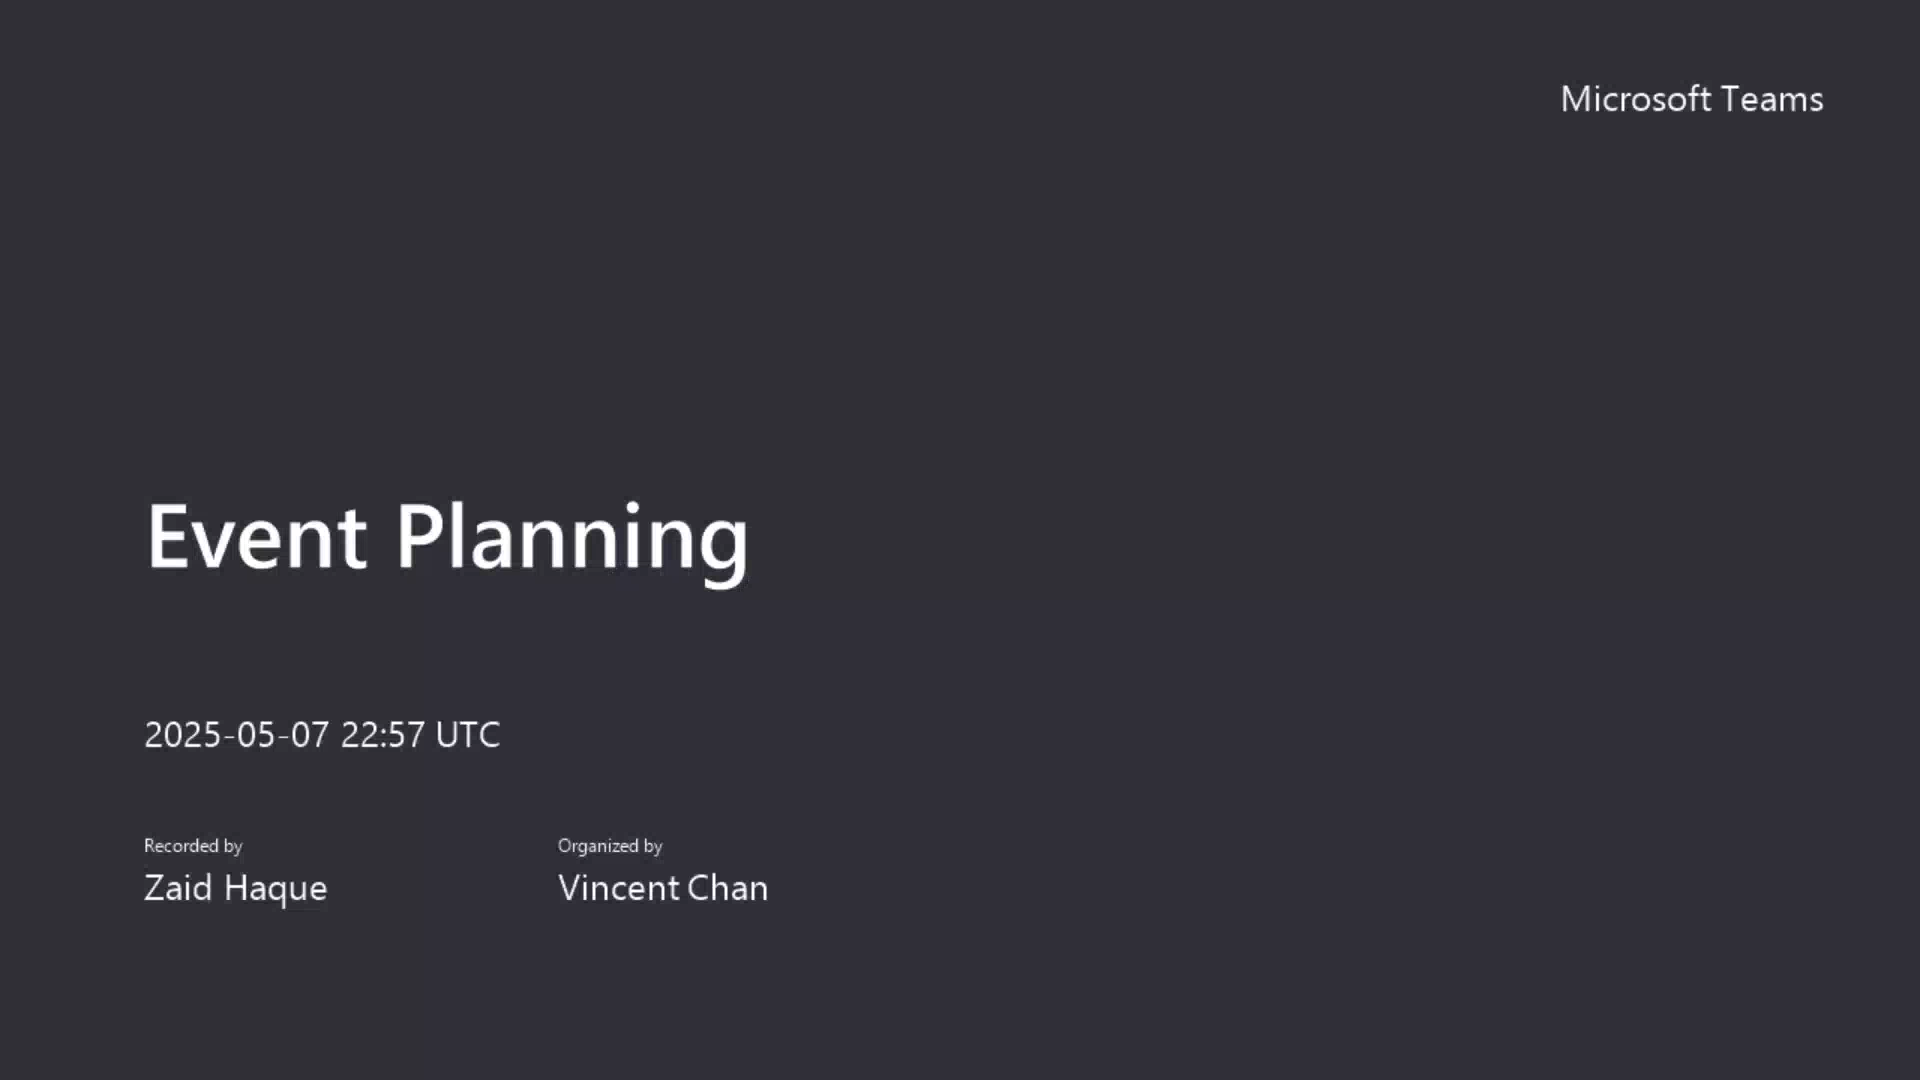 Microsoft Teams
Event Planning
2025-05-07 22:57 UTC
Recorded by
Zaid Haque
Organized by
Vincent Chan